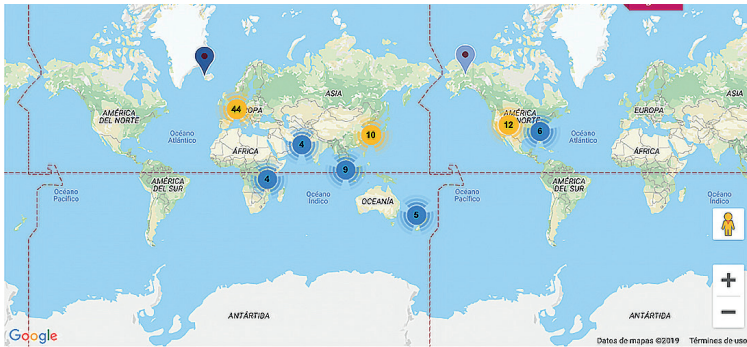 ASIA
AMÉRICA
DEL NORTE
44
OPA
Océano
Atlántico
10
4
ÁFRICA
9
4
Océano
Pacífico
AMÉRICA
DEL SUR
Océano
Índico
OCEANÍA
5
ANTÁRTIDA
ASIA
AMÉRICA
NORTE
12
6
EUROPA
Océano
Atlántico
ÁFRICA
Océano
Pacífico
AMÉRICA
DEL SUR
Océano
Índico
ANTÁRTIDA
Google
Datos de mapas ©2019
Términos de uso